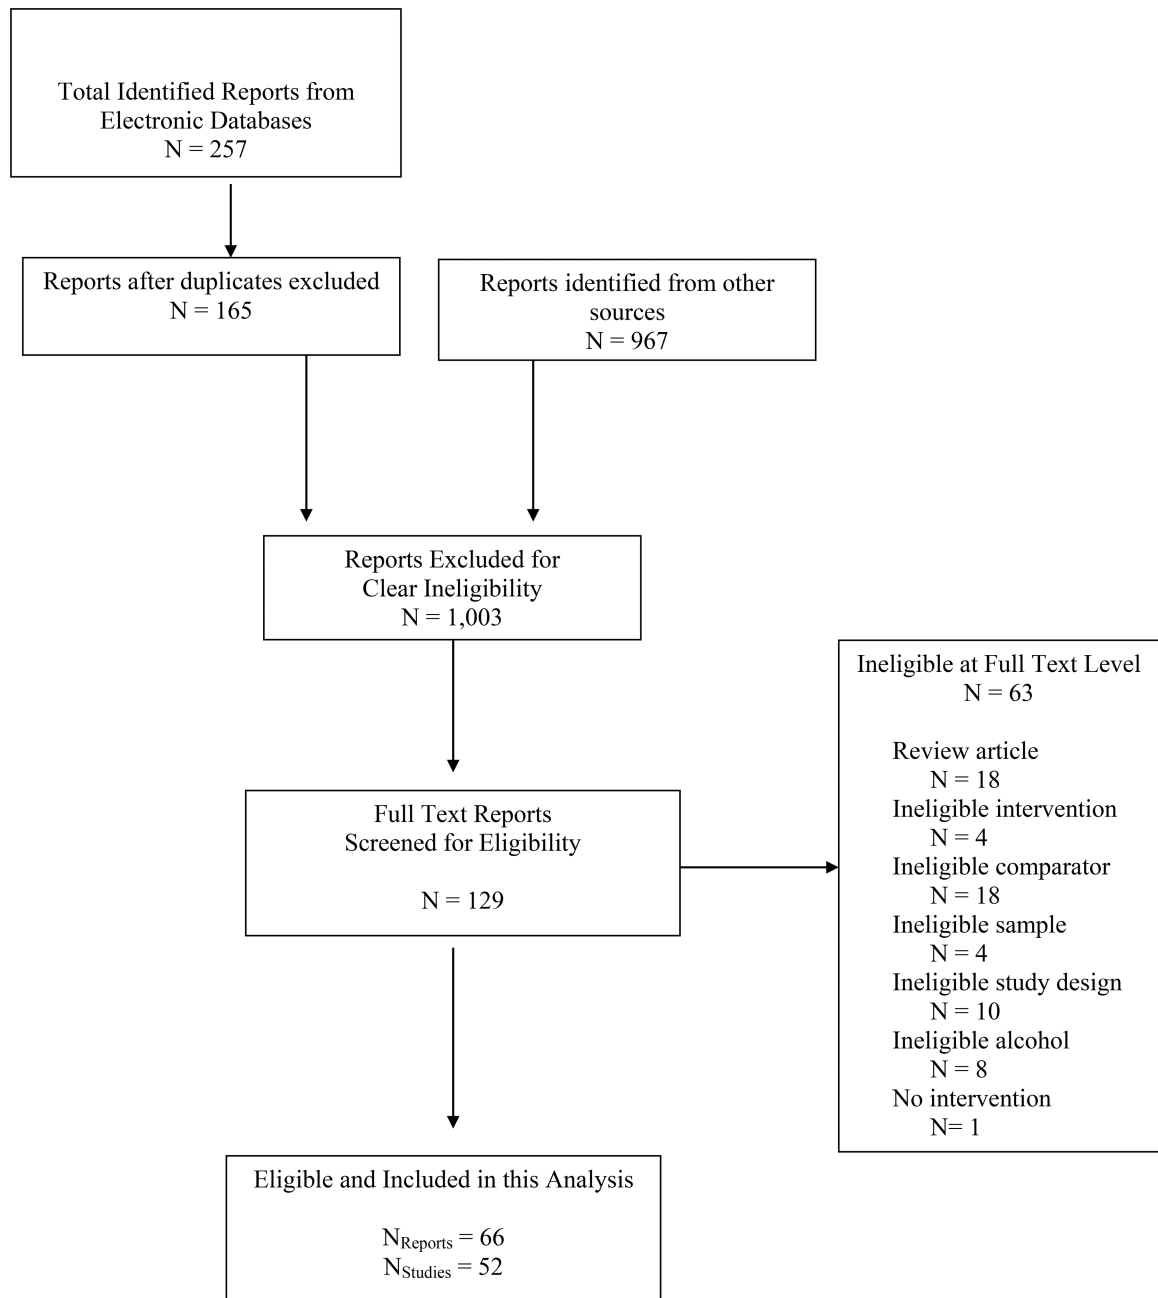 Total Identified Reports from
Electronic Databases
N = 257
Reports after duplicates excluded
N = 165
Reports identified from other
sources
N = 967
Reports Excluded for
Clear Ineligibility
N = 1,003
Full Text Reports
Screened for Eligibility
N = 129
Ineligible at Full Text Level
N = 63
Review article
N = 18
Ineligible intervention
N = 4
Ineligible comparator
N = 18
Ineligible sample
N = 4
Ineligible study design
N = 10
Ineligible alcohol
N = 8
No intervention
N= 1
Eligible and Included in this Analysis
NReports = 66
NStudies = 52